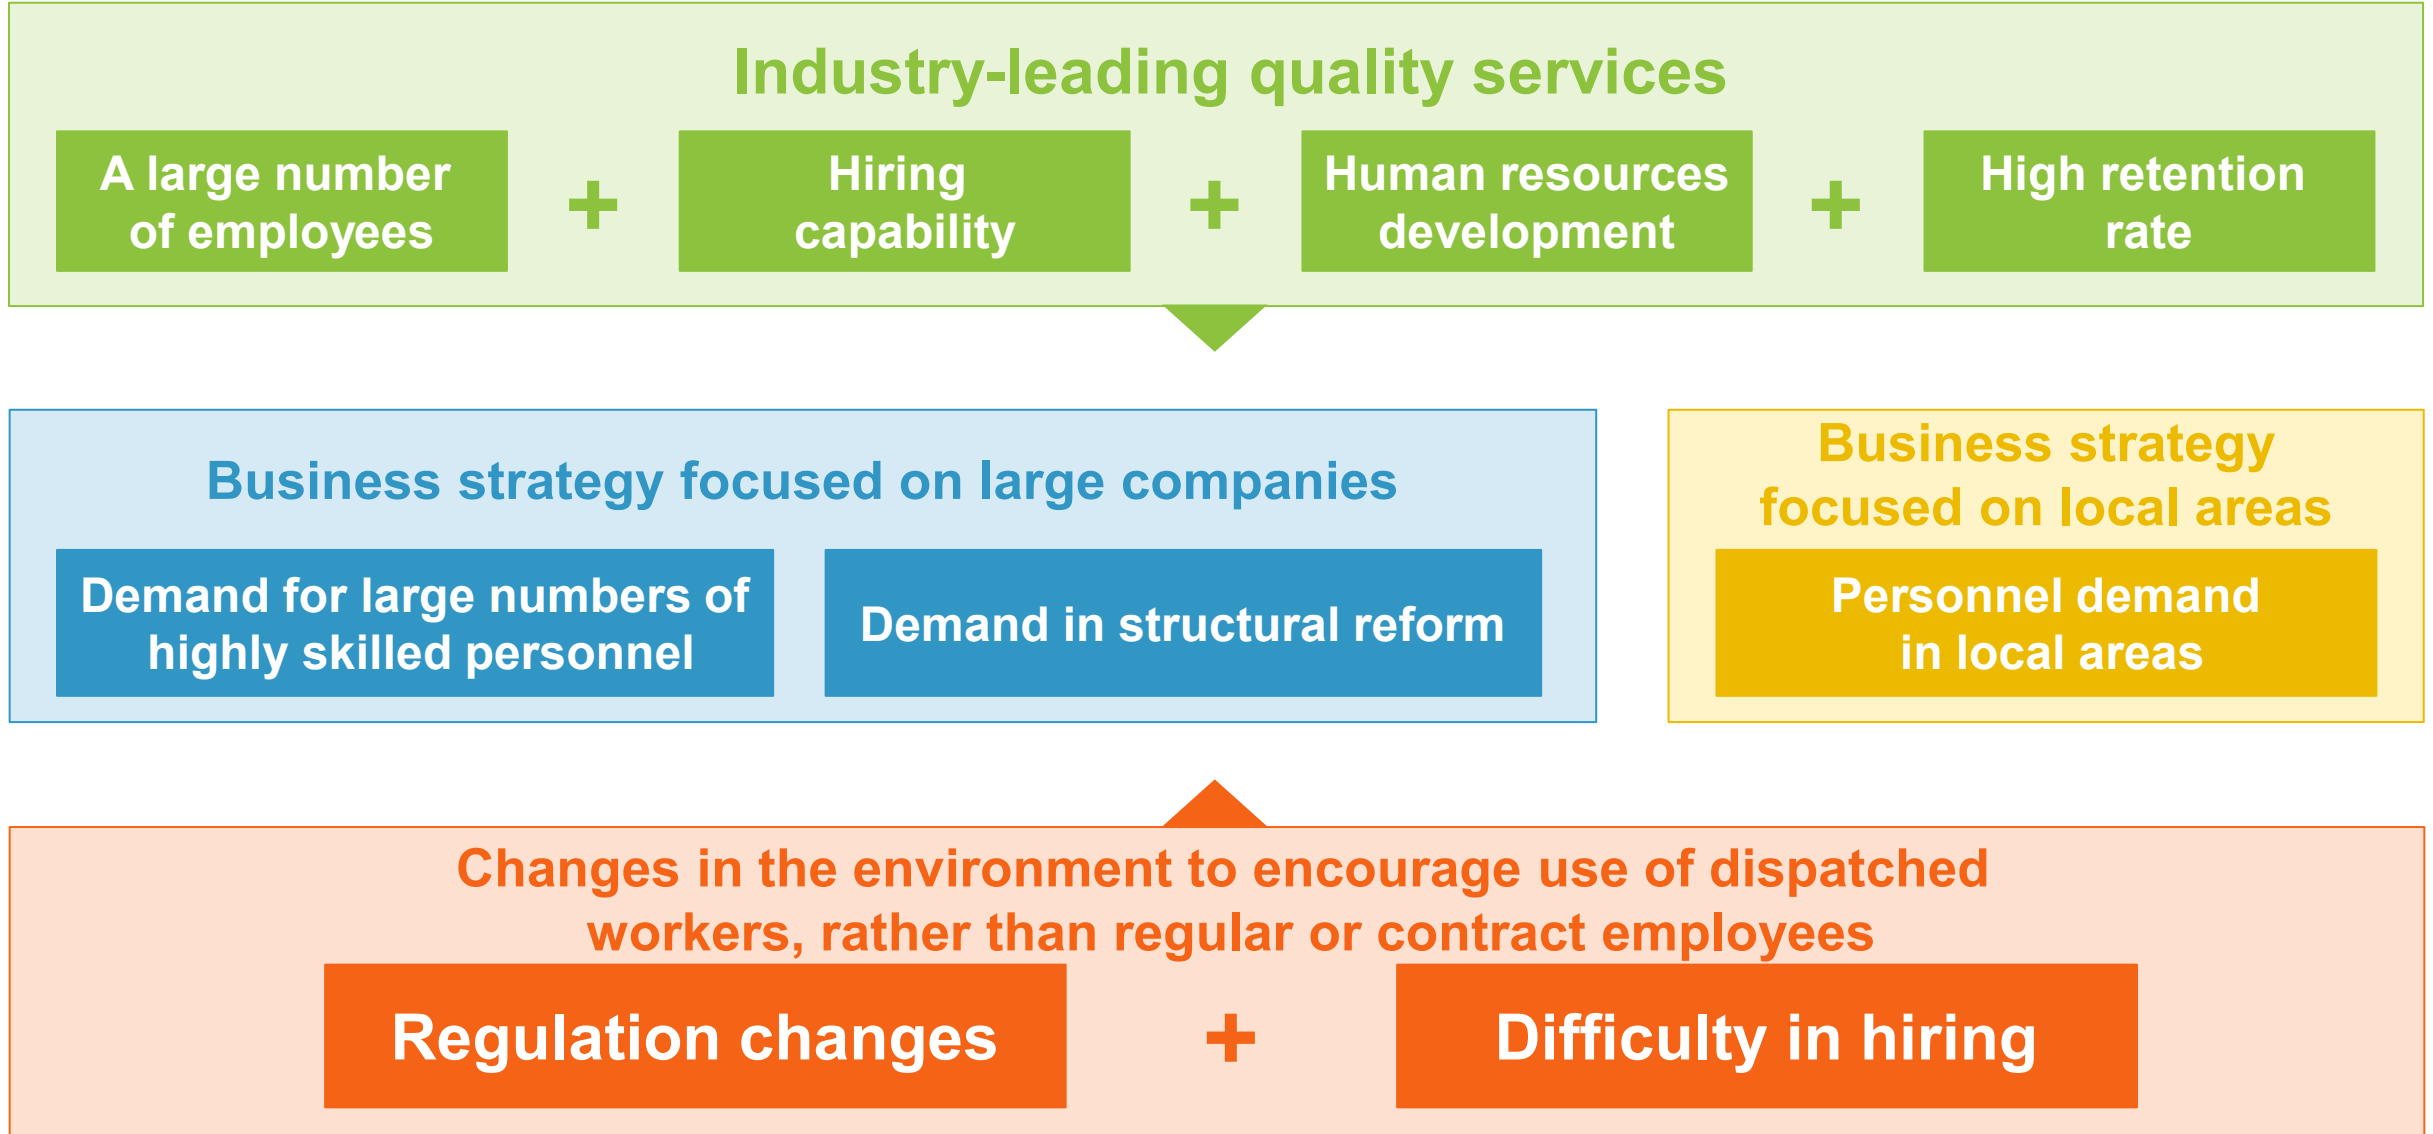 Industry-leading quality services
A large number
of employees
+
Hiring
capability
+
Human resources
development
+
High retention
rate
Business strategy focused on large companies
Demand for large numbers of
highly skilled personnel
Demand in structural reform
Business strategy
focused on local areas
Personnel demand
in local areas
Changes in the environment to encourage use of dispatched
workers, rather than regular or contract employees
Regulation changes
+
Difficulty in hiring